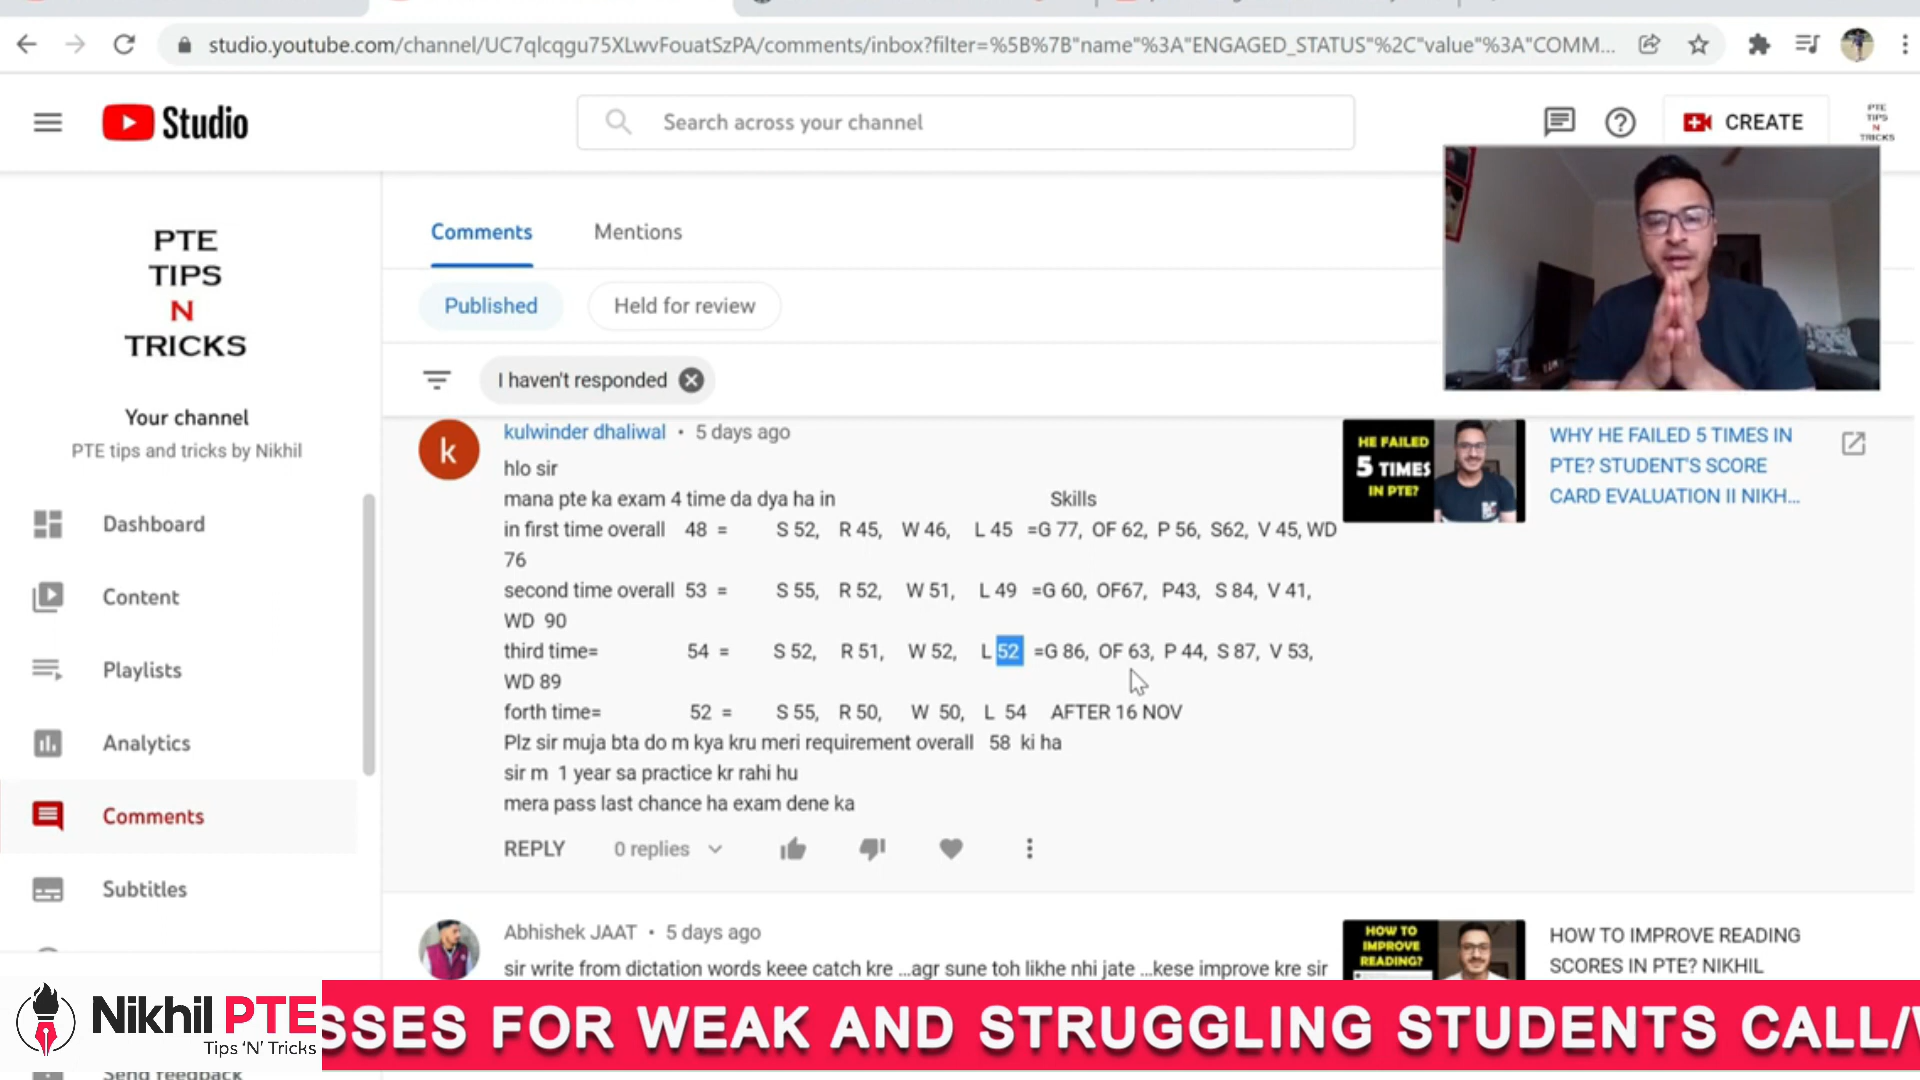 studio.youtube.com/channel/UC7qlcqgu75XLwvFouatSzPA/comments/inbox?filter=%5B%7B"name"%3A"ENGAGED_STATUS"%2C"value"%3A"COMM...
Studio
Search across your channel
CREATE
PTE
TIPS
N
TRICKS
PTE
TIPS
N
TRICKS
Your channel
PTE tips and tricks by Nikhil
Dashboard
Content
Playlists
Analytics
Comments
Subtitles
Send feedback
Comments
Mentions
Published
Held for review
I haven't responded
k
kulwinder dhaliwal • 5 days ago
hlo sir
mana pte ka exam 4 time da dya ha in Skills
in first time overall 48 = S 52, R 45, W 46, L 45 =G 77, OF 62, P 56, S62, V 45, WD
76
second time overall 53 = S 55, R 52, W 51, L 49 =G 60, OF67, P43, S 84, V 41,
WD 90
third time= 54 = S 52, R 51, W 52, L 52 =G 86, OF 63, P 44, S 87, V 53,
WD 89
forth time= 52 = S 55, R 50, W 50, L 54 AFTER 16 NOV
Plz sir muja bta do m kya kru meri requirement overall 58 ki ha
sir m 1 year sa practice kr rahi hu
mera pass last chance ha exam dene ka
REPLY 0 replies
HE FAILED
5 TIMES
IN PTE?
WHY HE FAILED 5 TIMES IN
PTE? STUDENT'S SCORE
CARD EVALUATION II NIKH...
Abhishek JAAT • 5 days ago
sir write from dictation words keee catch kre ...agr sune toh likhe nhi jate ...kese improve kre sir
HOW TO
IMPROVE
READING?
HOW TO IMPROVE READING
SCORES IN PTE? NIKHIL
Nikhil PTE
Tips 'N' Tricks
SSES FOR WEAK AND STRUGGLING STUDENTS CALL/